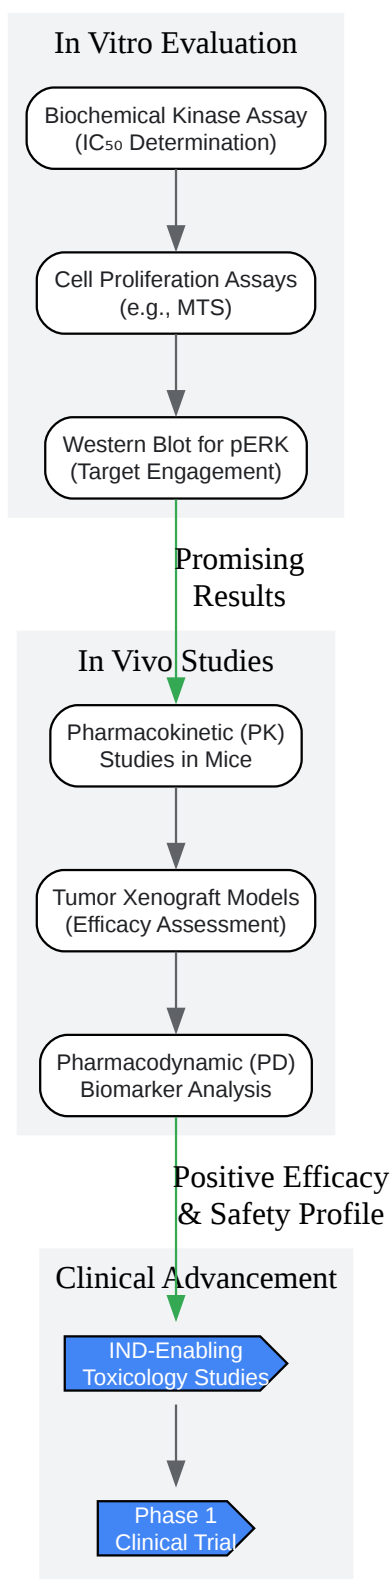 In Vitro Evaluation
Biochemical Kinase Assay
(IC₅₀ Determination)
Cell Proliferation Assays
(e.g., MTS)
Western Blot for pERK
(Target Engagement)
Promising
Results
In Vivo Studies
Pharmacokinetic (PK)
Studies in Mice
Tumor Xenograft Models
(Efficacy Assessment)
Pharmacodynamic (PD)
Biomarker Analysis
Positive Efficacy
& Safety Profile
Clinical Advancement
IND-Enabling
Toxicology Studies
Phase 1
Clinical Trial